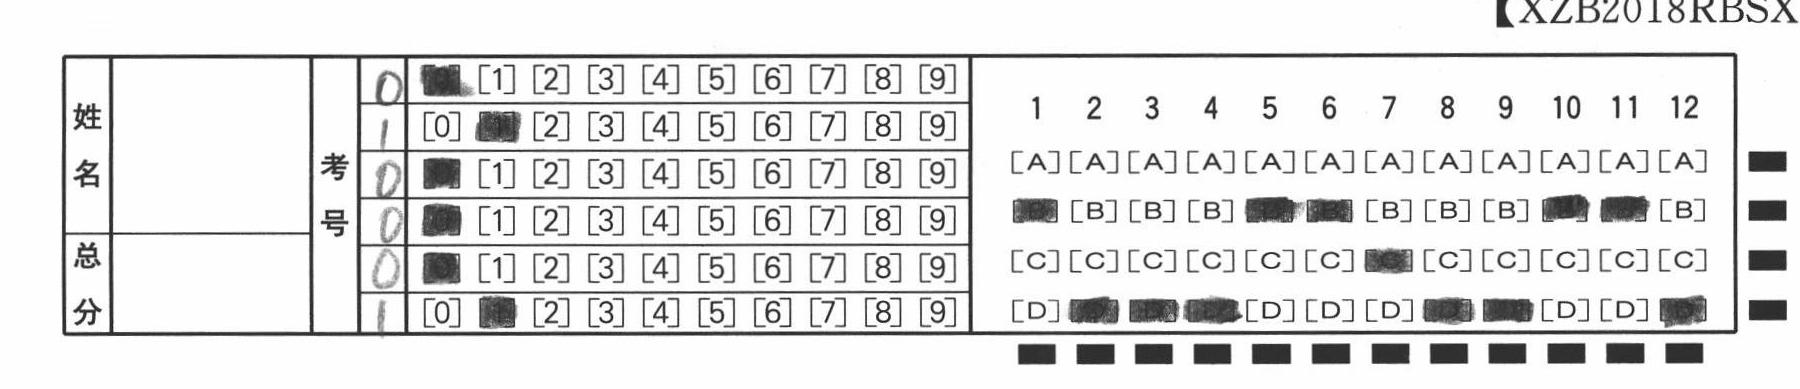 【XZB2018RBSX
姓名
总分
考号
0 [1] [2] [3] [4] [5] [6] [7] [8] [9]
1 [0] [2] [3] [4] [5] [6] [7] [8] [9]
0 [1] [2] [3] [4] [5] [6] [7] [8] [9]
0 [1] [2] [3] [4] [5] [6] [7] [8] [9]
0 [1] [2] [3] [4] [5] [6] [7] [8] [9]
1 [0] [2] [3] [4] [5] [6] [7] [8] [9]
1 2 3 4 5 6 7 8 9 10 11 12
[A] [A] [A] [A] [A] [A] [A] [A] [A] [A] [A] [A]
[B] [B] [B] [B] [B] [B] [B] [B] [B]
[C] [C] [C] [C] [C] [C] [C] [C] [C] [C] [C] [C]
[D] [D] [D] [D] [D] [D]